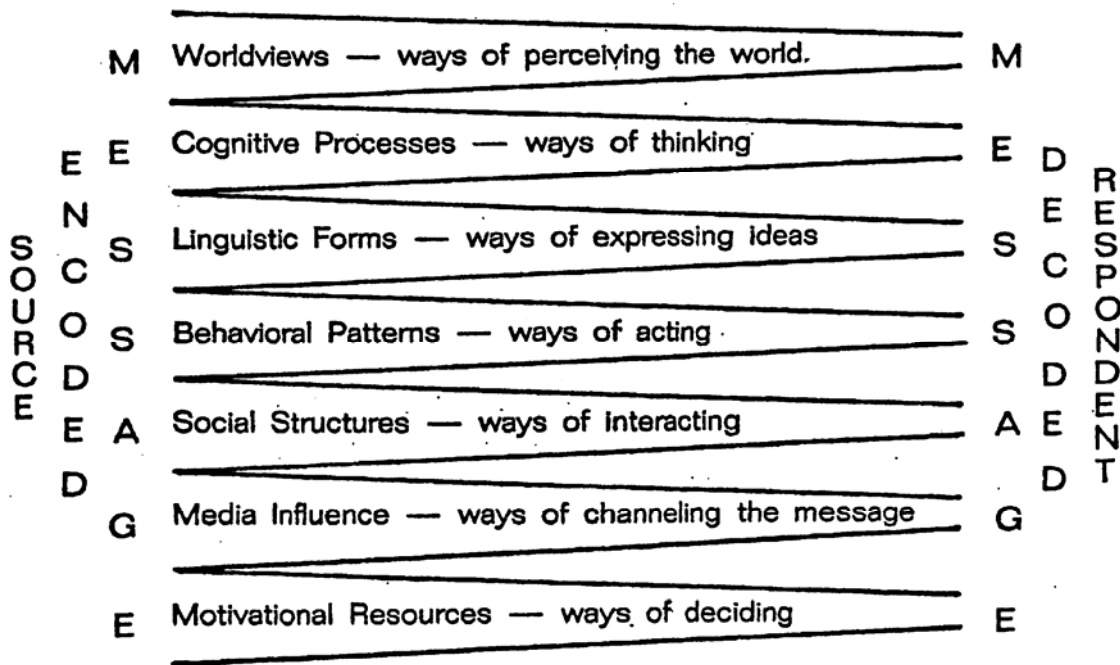 SOURCE
ENCODED
MESSAGE
Worldviews — ways of perceiving the world.
Cognitive Processes — ways of thinking
Linguistic Forms — ways of expressing ideas
Behavioral Patterns — ways of acting
Social Structures — ways of interacting
Media Influence — ways of channeling the message
Motivational Resources — ways of deciding
MESSAGE
DECODED
RESPONDENT